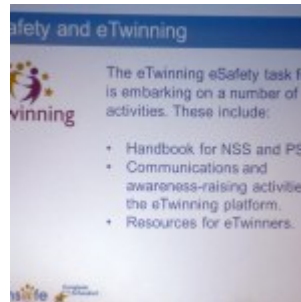 afety and eTwinning
winning
The eTwinning eSafety task f
is embarking on a number of
activities. These include:
• Handbook for NSS and PS
• Communications and
awareness-raising activitie
the eTwinning platform.
• Resources for eTwinners.